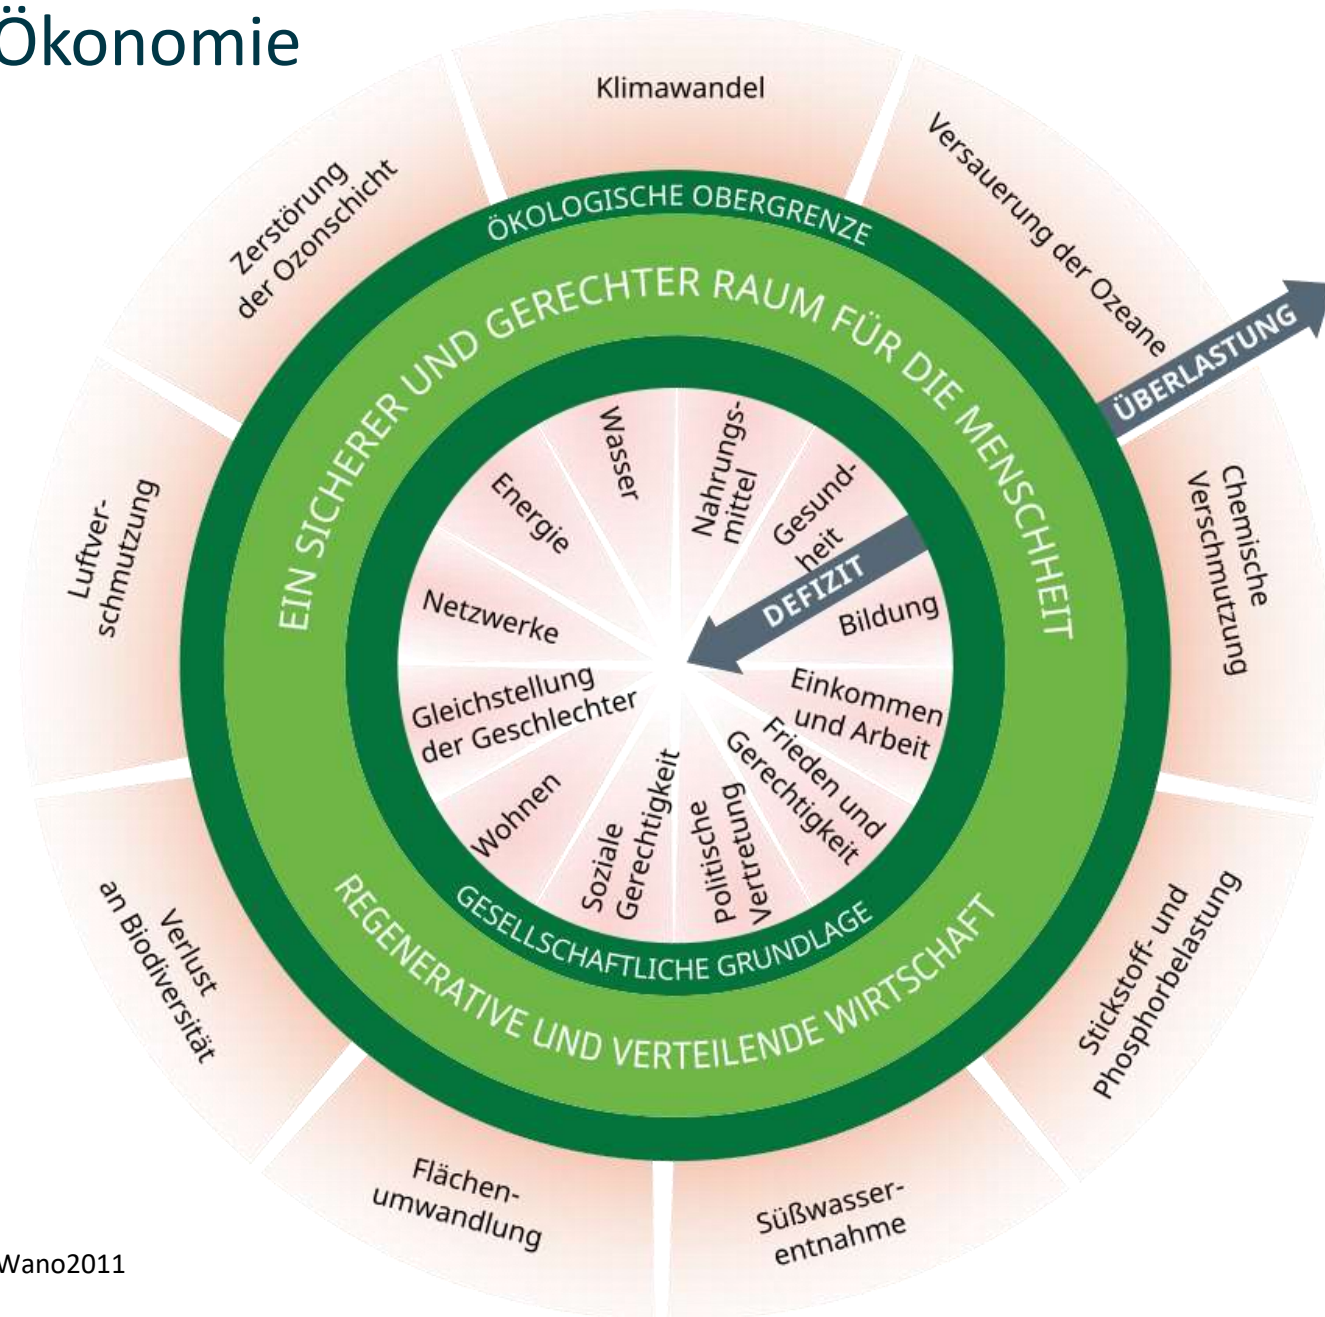 Ökonomie
Klimawandel
Versauerung der Ozeane
ÜBERLASTUNG
Chemische
Verschmutzung
Stickstoff- und
Phosphorbelastung
Süßwasser-
entnahme
Flächen-
umwandlung
Verlust
an Biodiversität
Luftver-
schmutzung
Zerstörung
der Ozonschicht
ÖKOLOGISCHE OBERGRENZE
EIN SICHERER UND GERECHTER RAUM FÜR DIE MENSCHHEIT
Wasser
Nahrungs-
mittel
Gesund-
heit
DEFIZIT
Bildung
Einkommen
und Arbeit
Frieden und
Gerechtigkeit
Politische
Vertretung
Soziale
Gerechtigkeit
Wohnen
Gleichstellung
der Geschlechter
Netzwerke
Energie
GESELLSCHAFTLICHE GRUNDLAGE
REGENERATIVE UND VERTEILENDE WIRTSCHAFT
Wano2011